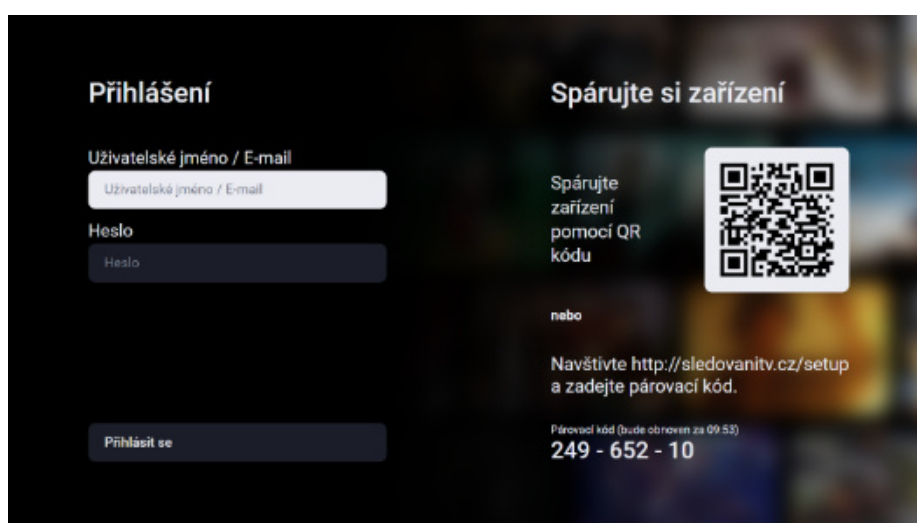 Přihlášení
Uživatelské jméno / E-mail
Uživatelské jméno / E-mail
Heslo
Heslo
Přihlásit se
Spárujte si zařízení
Spárujte
zařízení
pomocí QR
kódu
nebo
Navštivte http://sledovanitv.cz/setup
a zadejte párovací kód.
Párovací kód (bude obnoven za 09:53)
249 - 652 - 10